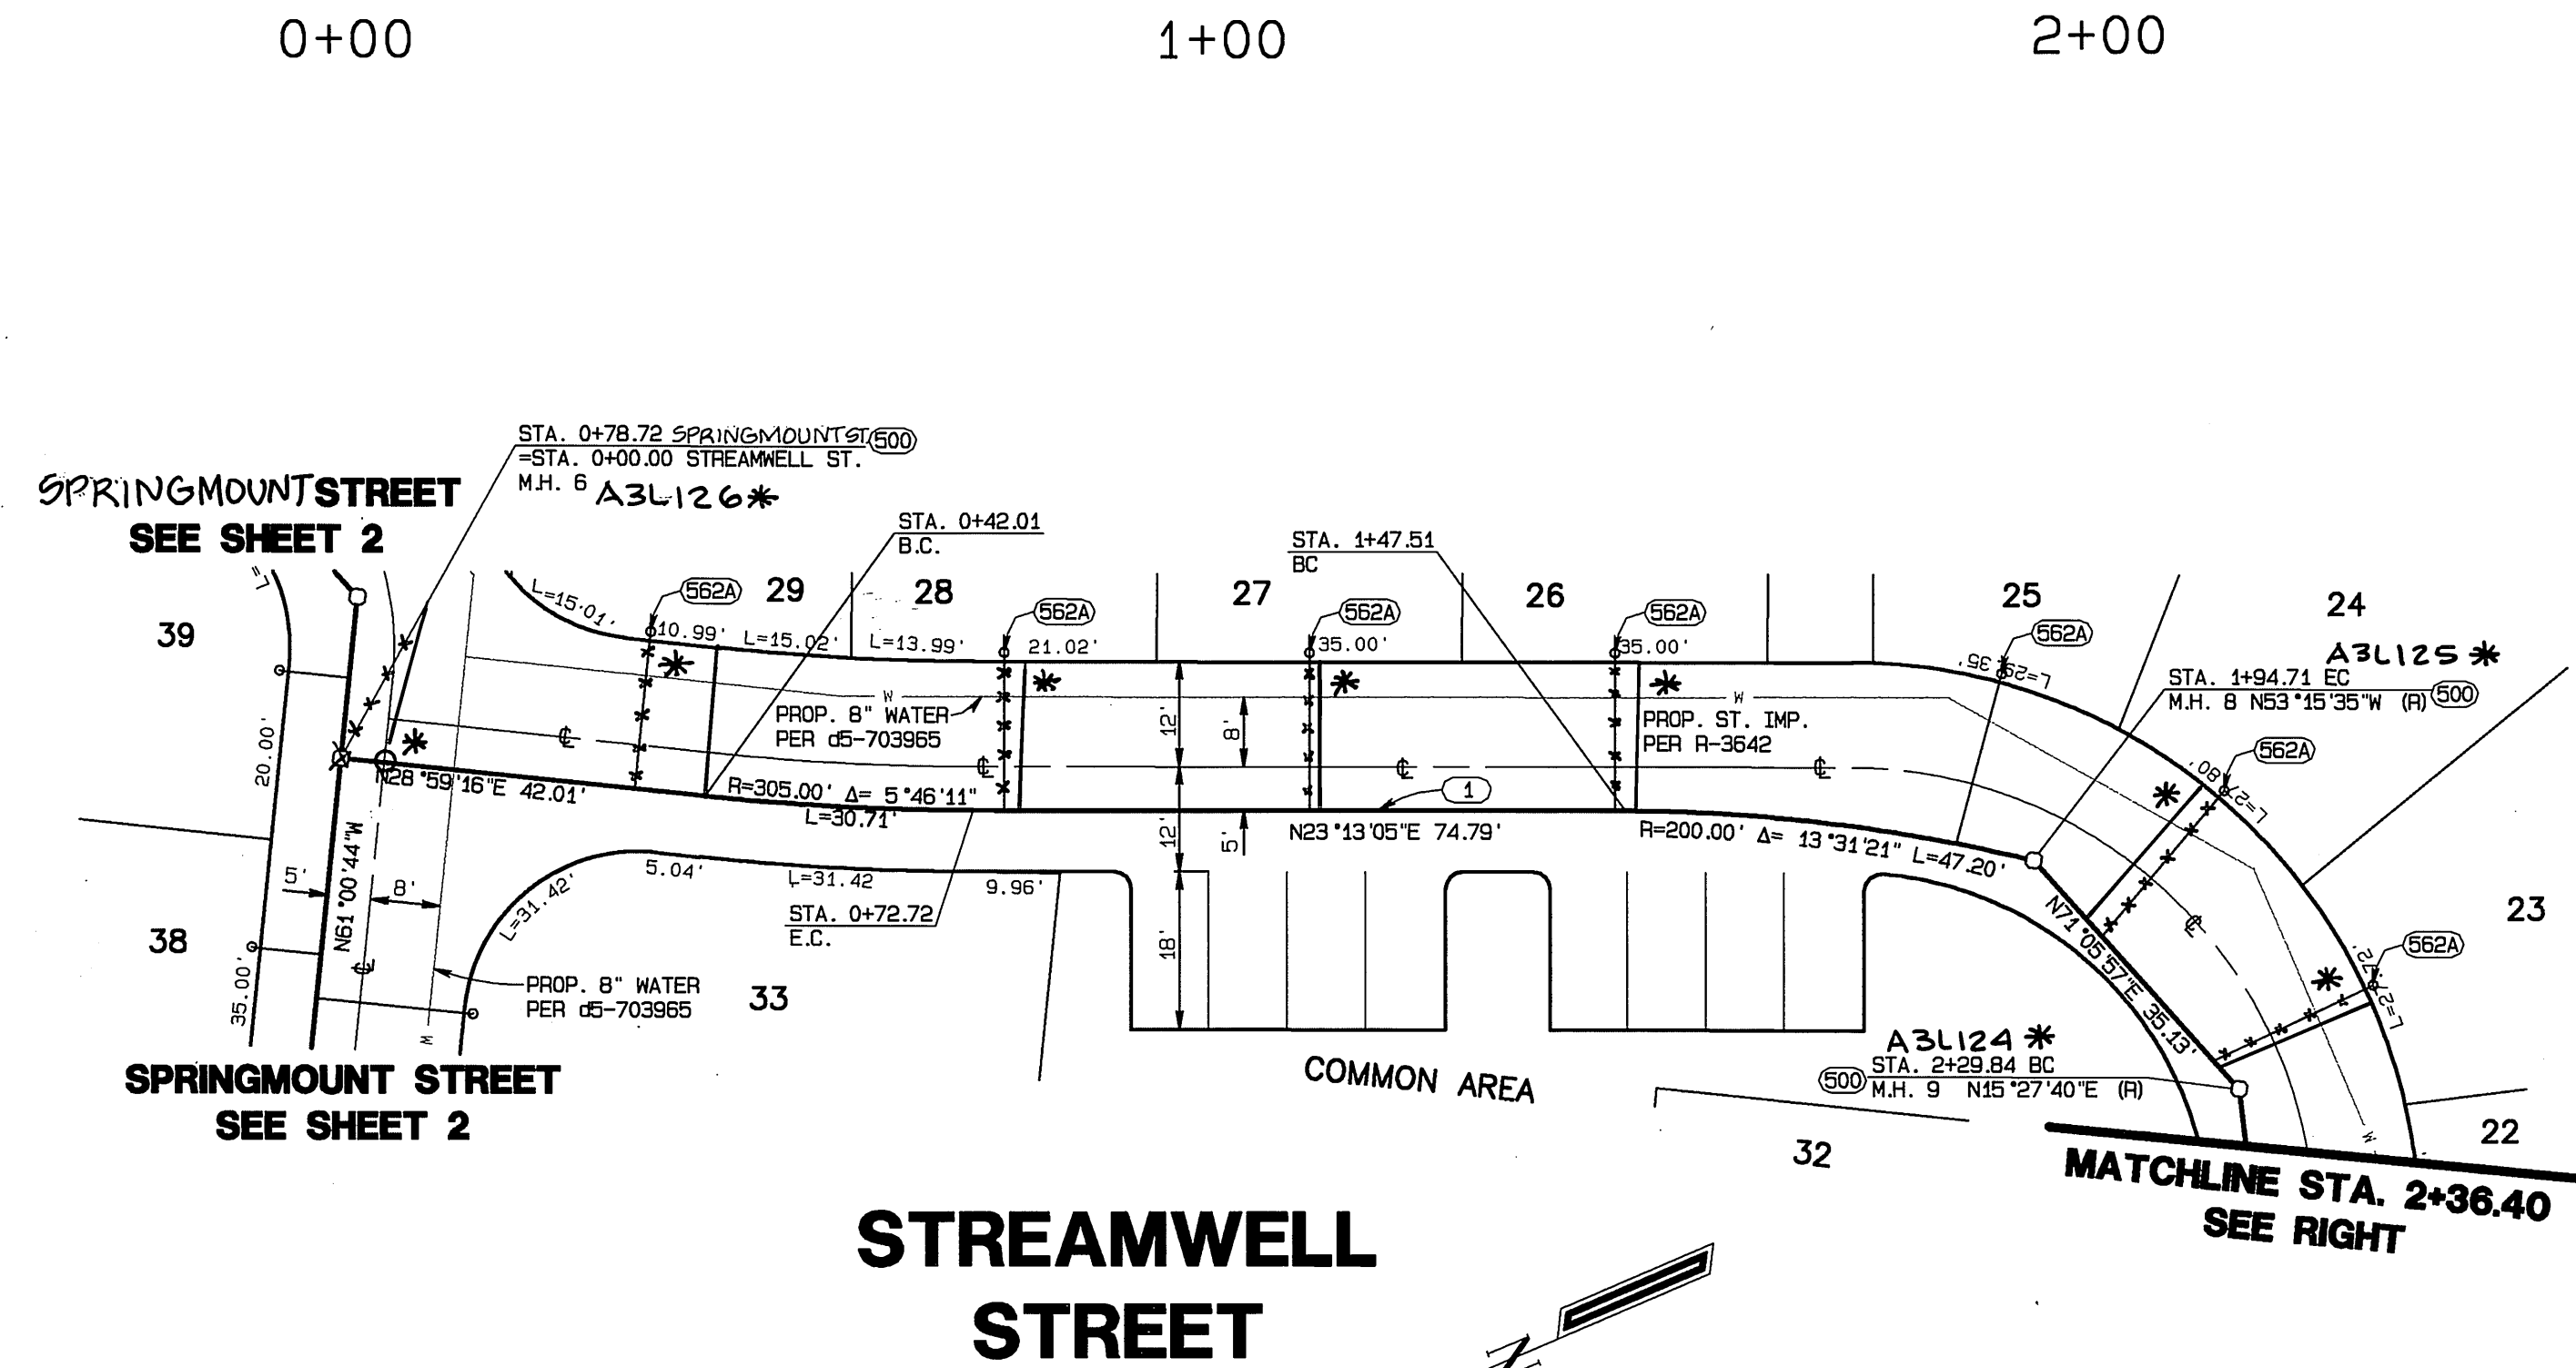 0+00
1+00
2+00
STA. 0+78.72 SPRINGMOUNT ST. 500
=STA. 0+00.00 STREAMWELL ST.
M.H. 6 A3L126*
SPRINGMOUNT STREET
SEE SHEET 2
STA. 0+42.01
B.C.
STA. 1+47.51
BC
562A
29
28
562A
27
562A
26
562A
25
562A
24
A3L125 *
STA. 1+94.71 EC
M.H. 8 N53°15'35"W (R) 500
L=
39
L=15.01'
10.99'
L=15.02'
L=13.99'
21.02'
35.00'
35.00'
L=29.35'
W
W
PROP. 8" WATER
PER d5-703965
12'
8'
PROP. ST. IMP.
PER R-3642
562A
L=27.80'
20.00'
N28°59'16"E 42.01'
R=305.00' Δ= 5°46'11"
L=30.71'
1
N23°13'05"E 74.79'
R=200.00' Δ= 13°31'21" L=47.20'
12'
5'
N61°00'44"W
5'
8'
L=31.42'
5.04'
L=31.42
9.96'
STA. 0+72.72
E.C.
18'
N71°05'57"E 35.13'
23
562A
L=27.72'
38
35.00'
PROP. 8" WATER
PER d5-703965
W
33
SPRINGMOUNT STREET
SEE SHEET 2
COMMON AREA
A3L124 *
STA. 2+29.84 BC
500 M.H. 9 N15°27'40"E (R)
32
22
W
MATCHLINE STA. 2+36.40
SEE RIGHT
STREAMWELL
STREET
N